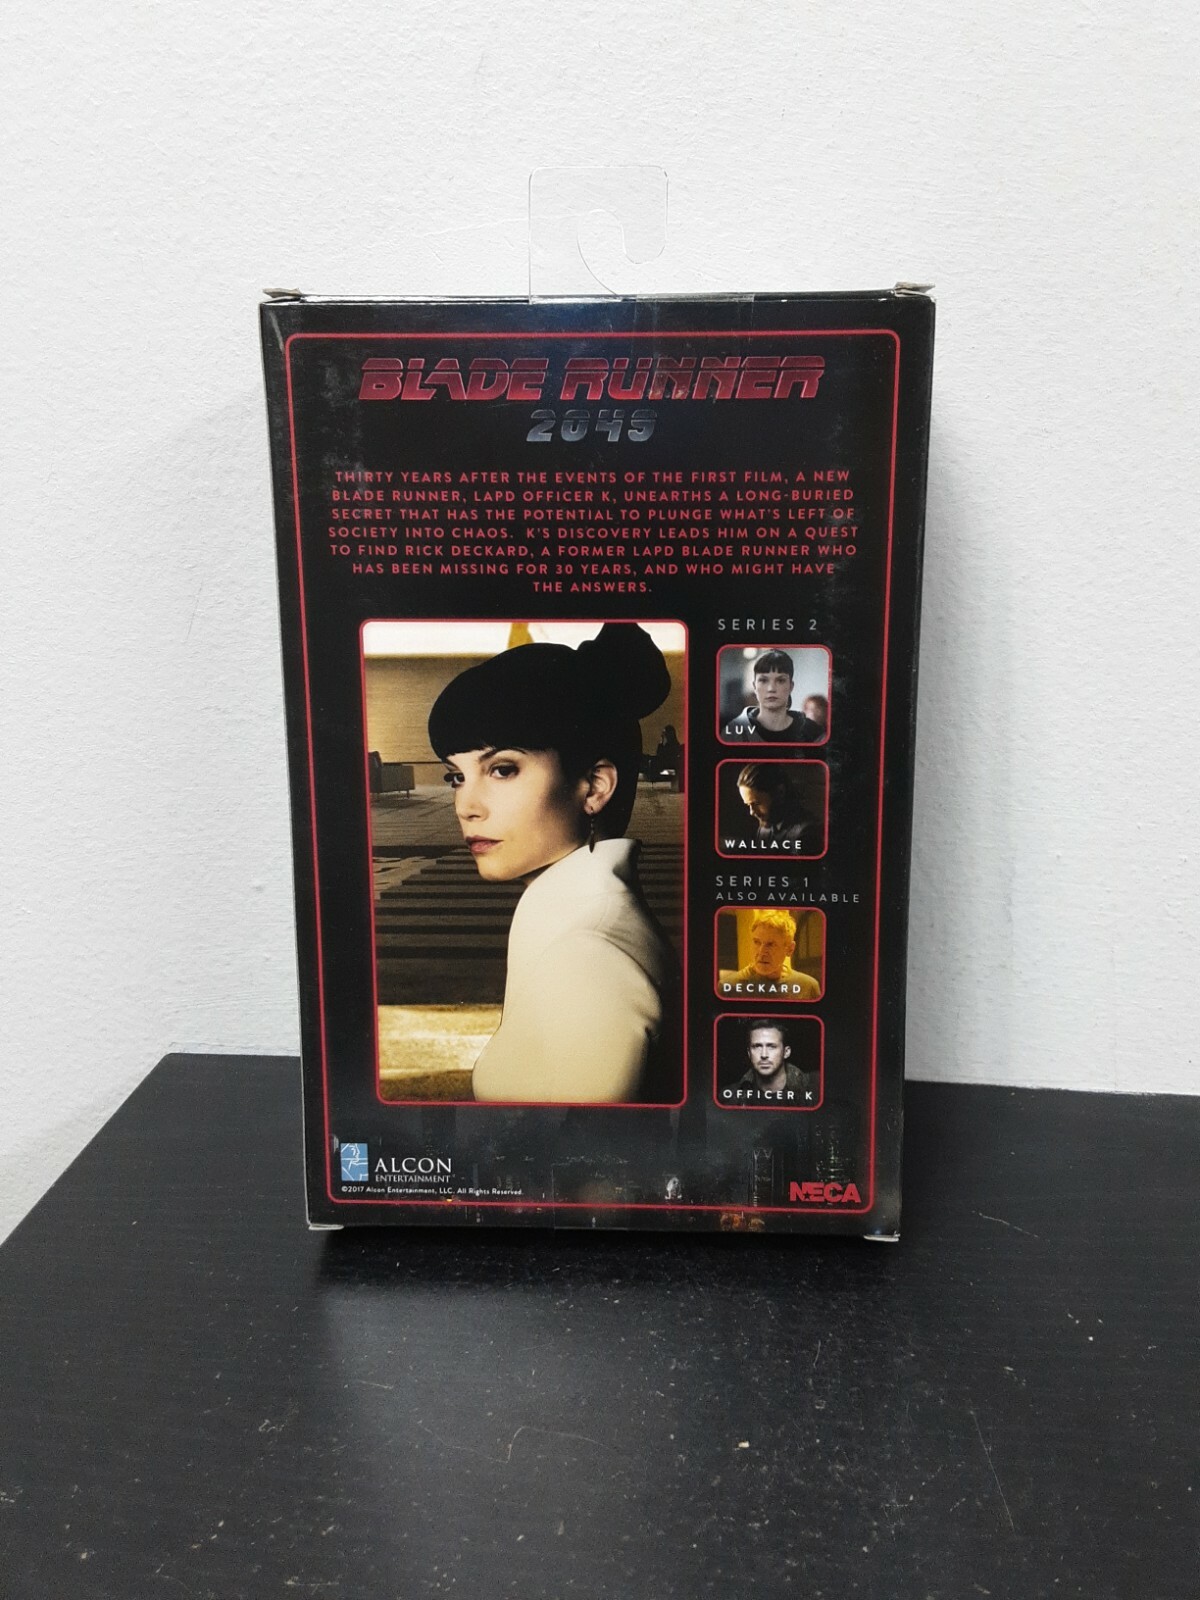 BLADE RUNNER
2049
THIRTY YEARS AFTER THE EVENTS OF THE FIRST FILM, A NEW
BLADE RUNNER, LAPD OFFICER K, UNEARTHS A LONG-BURIED
SECRET THAT HAS THE POTENTIAL TO PLUNGE WHAT'S LEFT OF
SOCIETY INTO CHAOS. K'S DISCOVERY LEADS HIM ON A QUEST
TO FIND RICK DECKARD, A FORMER LAPD BLADE RUNNER WHO
HAS BEEN MISSING FOR 30 YEARS, AND WHO MIGHT HAVE
THE ANSWERS.
SERIES 2
LUV
WALLACE
SERIES 1
ALSO AVAILABLE
DECKARD
OFFICER K
ALCON
ENTERTAINMENT
©2017 Alcon Entertainment, LLC. All Rights Reserved.
NECA